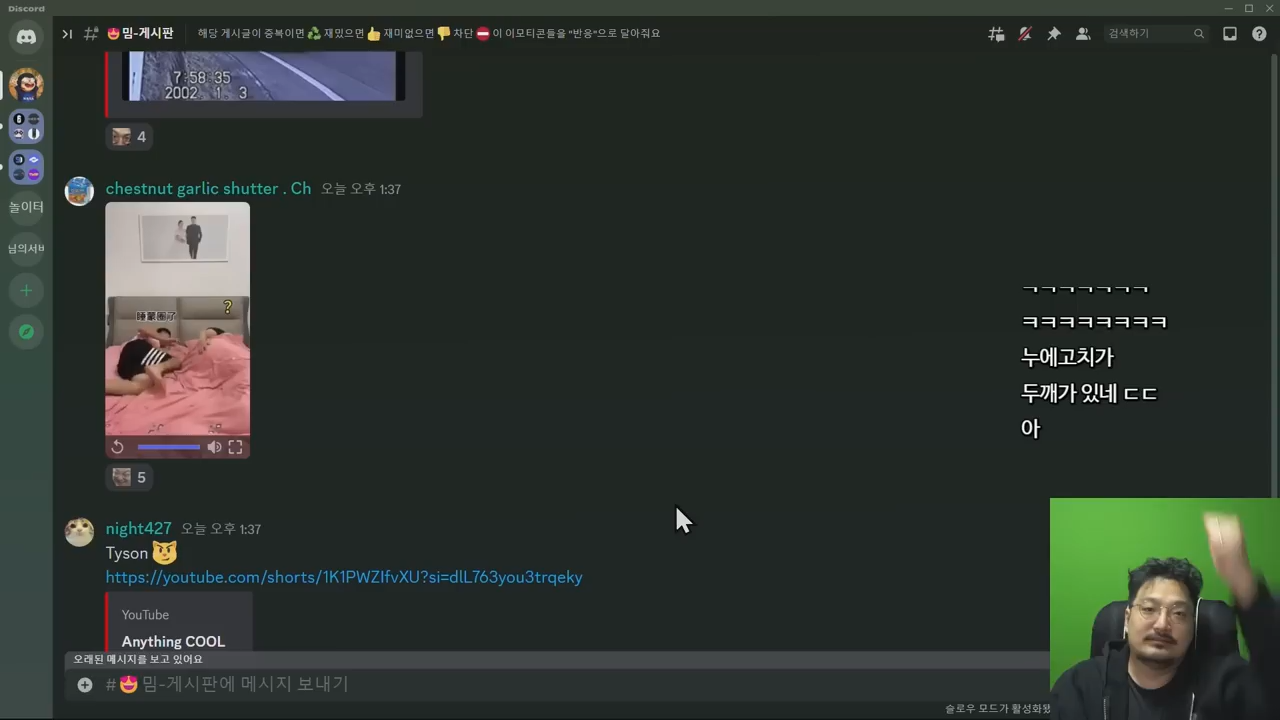 Discord
밈-게시판
해당 게시글이 중복이면 재밌으면 재미없으면 차단 이 이모티콘들을 "반응"으로 달아줘요
검색하기
7:58 35
2002 1 3
4
chestnut garlic shutter . Ch 오늘 오후 1:37
睡蒙圈了
?
5
놀이터
님의서버
ㅋㅋㅋㅋㅋㅋㅋ
ㅋㅋㅋㅋㅋㅋㅋㅋ
누에고치가
두깨가 있네 ㄷㄷ
아
night427 오늘 오후 1:37
Tyson
https://youtube.com/shorts/1K1PWZIfvXU?si=dlL763you3trqeky
YouTube
Anything COOL
오래된 메시지를 보고 있어요
#밈-게시판에 메시지 보내기
슬로우 모드가 활성화됐